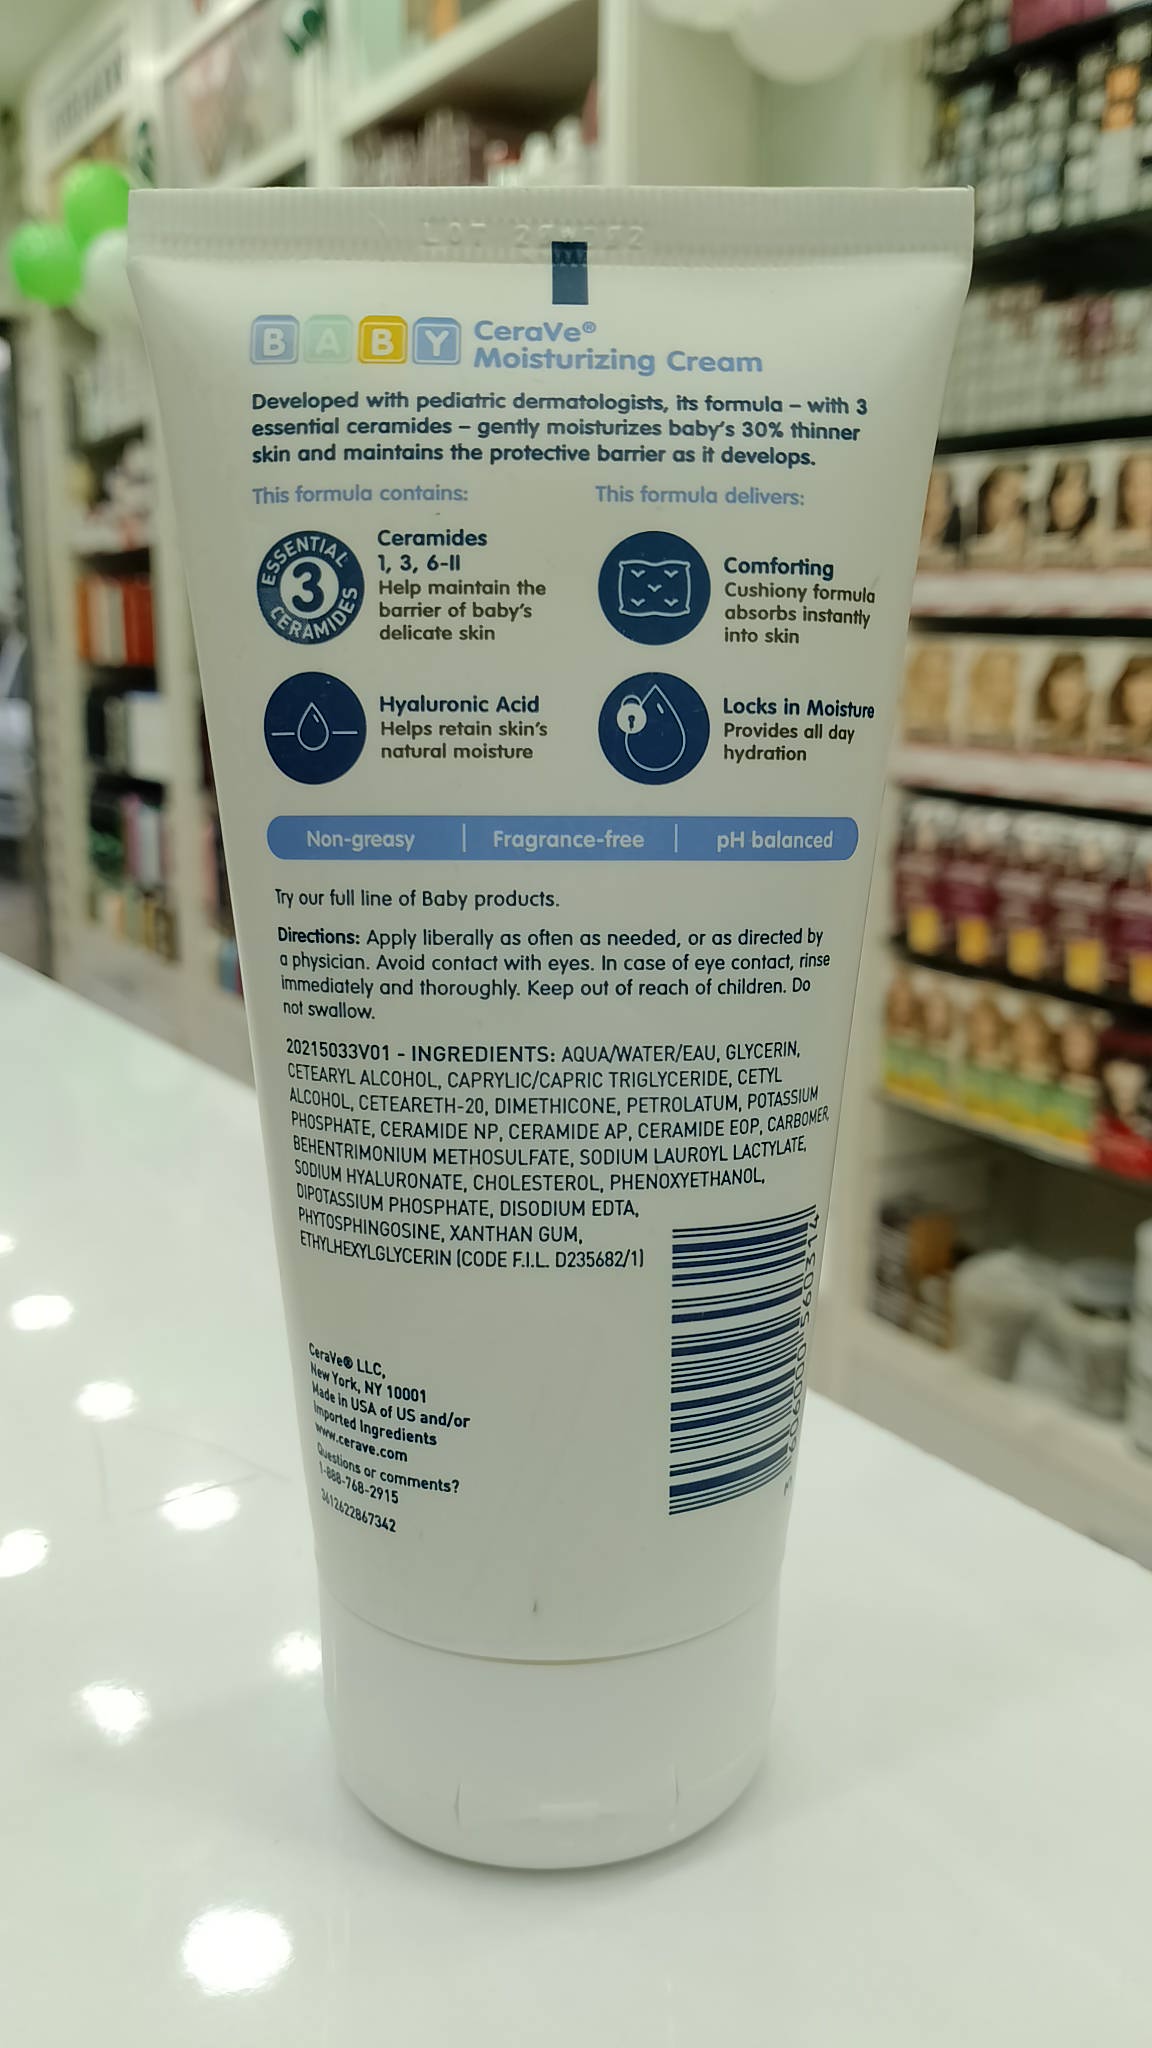 LOT
BABY CeraVe®
Moisturizing Cream
Developed with pediatric dermatologists, its formula – with 3
essential ceramides – gently moisturizes baby's 30% thinner
skin and maintains the protective barrier as it develops.
This formula contains:
ESSENTIAL
3
CERAMIDES
Ceramides
1, 3, 6-II
Help maintain the
barrier of baby's
delicate skin
Hyaluronic Acid
Helps retain skin's
natural moisture
This formula delivers:
Comforting
Cushiony formula
absorbs instantly
into skin
Locks in Moisture
Provides all day
hydration
Non-greasy | Fragrance-free | pH balanced
Try our full line of Baby products.
Directions: Apply liberally as often as needed, or as directed by
a physician. Avoid contact with eyes. In case of eye contact, rinse
immediately and thoroughly. Keep out of reach of children. Do
not swallow.
20215033V01 - INGREDIENTS: AQUA/WATER/EAU, GLYCERIN,
CETEARYL ALCOHOL, CAPRYLIC/CAPRIC TRIGLYCERIDE, CETYL
ALCOHOL, CETEARETH-20, DIMETHICONE, PETROLATUM, POTASSIUM
PHOSPHATE, CERAMIDE NP, CERAMIDE AP, CERAMIDE EOP, CARBOMER,
BEHENTRIMONIUM METHOSULFATE, SODIUM LAUROYL LACTYLATE,
SODIUM HYALURONATE, CHOLESTEROL, PHENOXYETHANOL,
DIPOTASSIUM PHOSPHATE, DISODIUM EDTA,
PHYTOSPHINGOSINE, XANTHAN GUM,
ETHYLHEXYLGLYCERIN (CODE F.I.L. D235682/1)
CeraVe® LLC,
New York, NY 10001
Made in USA of US and/or
Imported Ingredients
www.cerave.com
Questions or comments?
1-888-768-2915
3612622867342
3 606000 560314